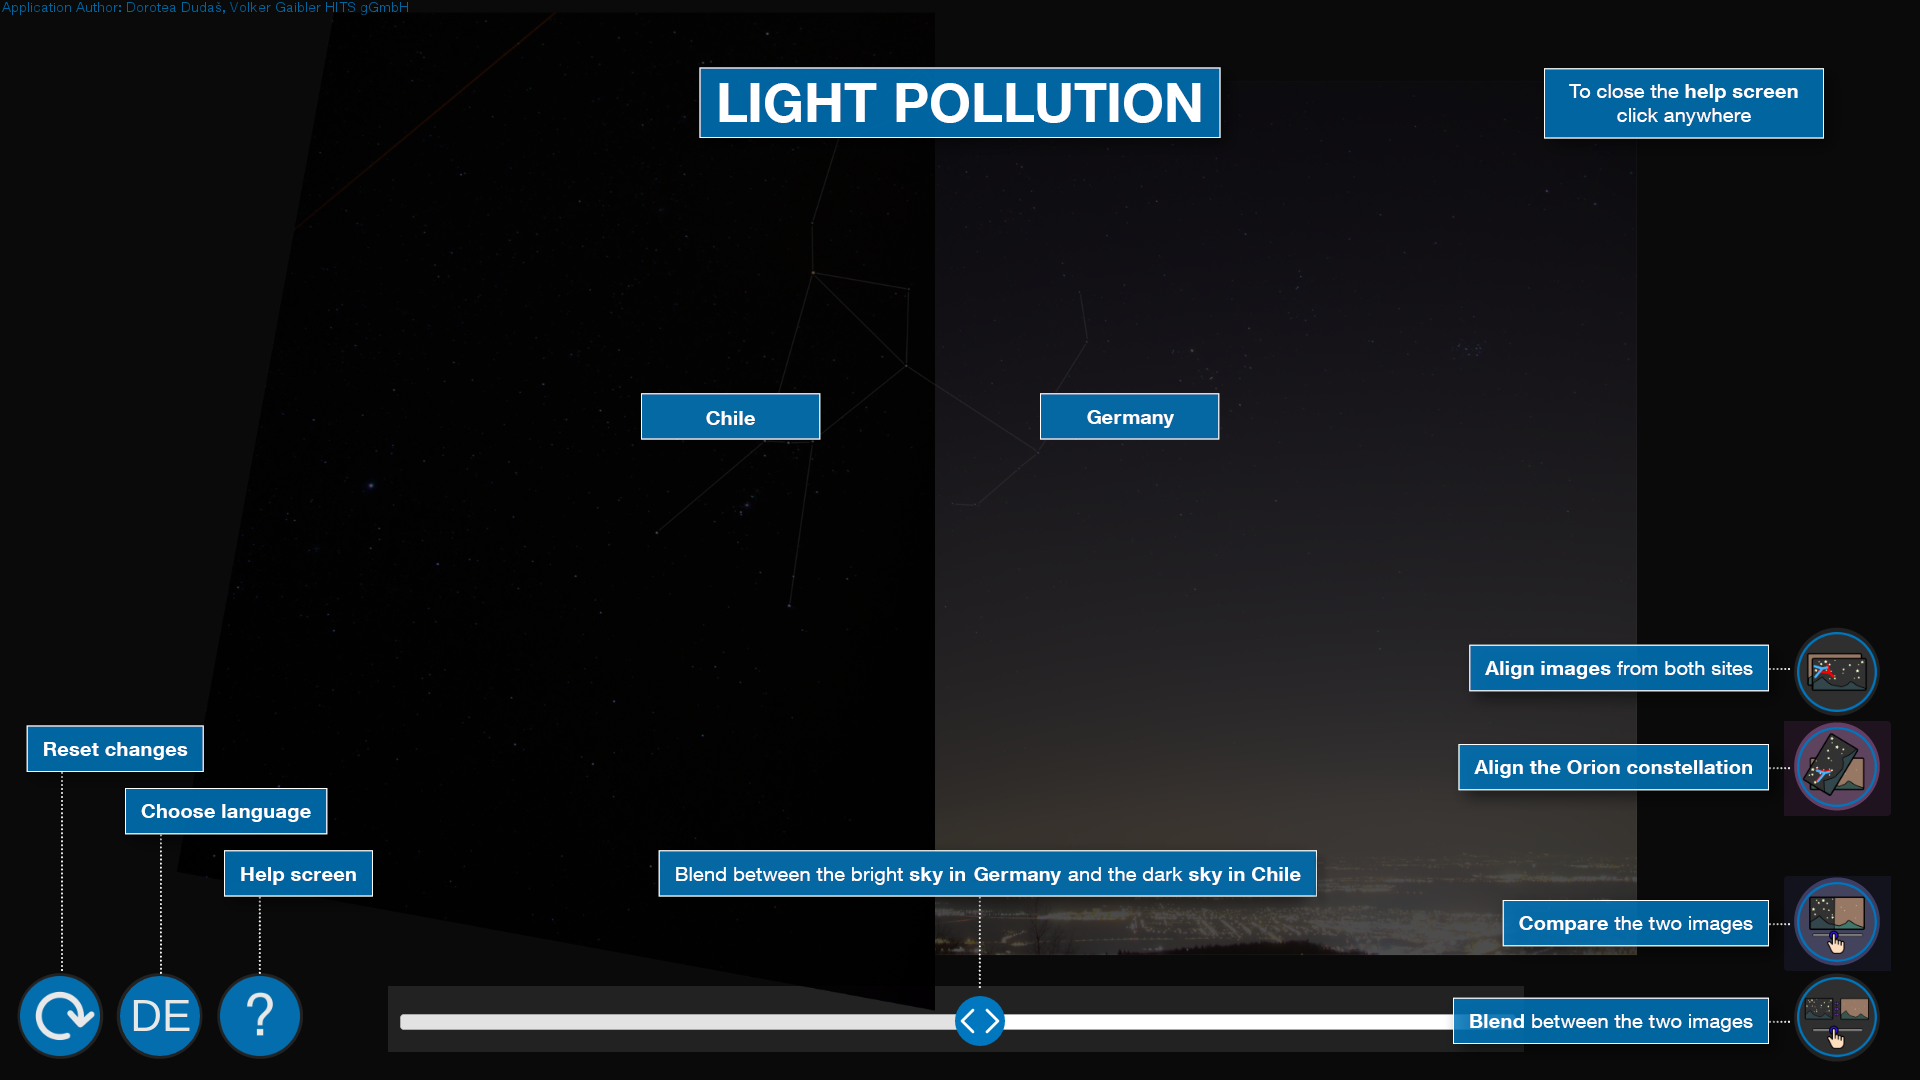 Application Author: Dorotea Dudaš, Volker Gaibler HITS gGmbH
LIGHT POLLUTION
To close the help screen
click anywhere
Chile
Germany
Align images from both sites
Align the Orion constellation
Reset changes
Choose language
Help screen
Blend between the bright sky in Germany and the dark sky in Chile
Compare the two images
Blend between the two images
DE
?